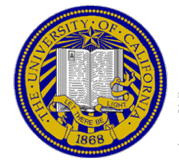 ·THE·UNIVERSITY·OF·CALIFORNIA·
LET THERE BE LIGHT
1868